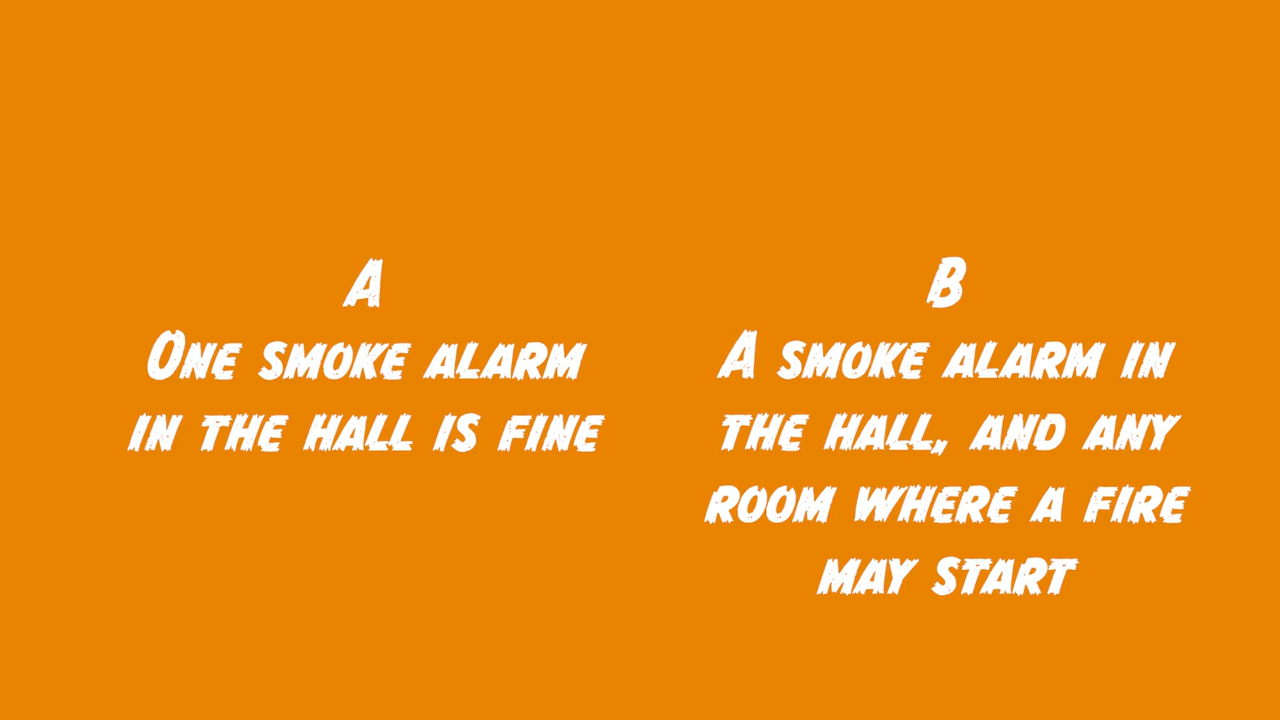 A
One smoke alarm
in the hall is fine
B
A smoke alarm in
the hall, and any
room where a fire
may start